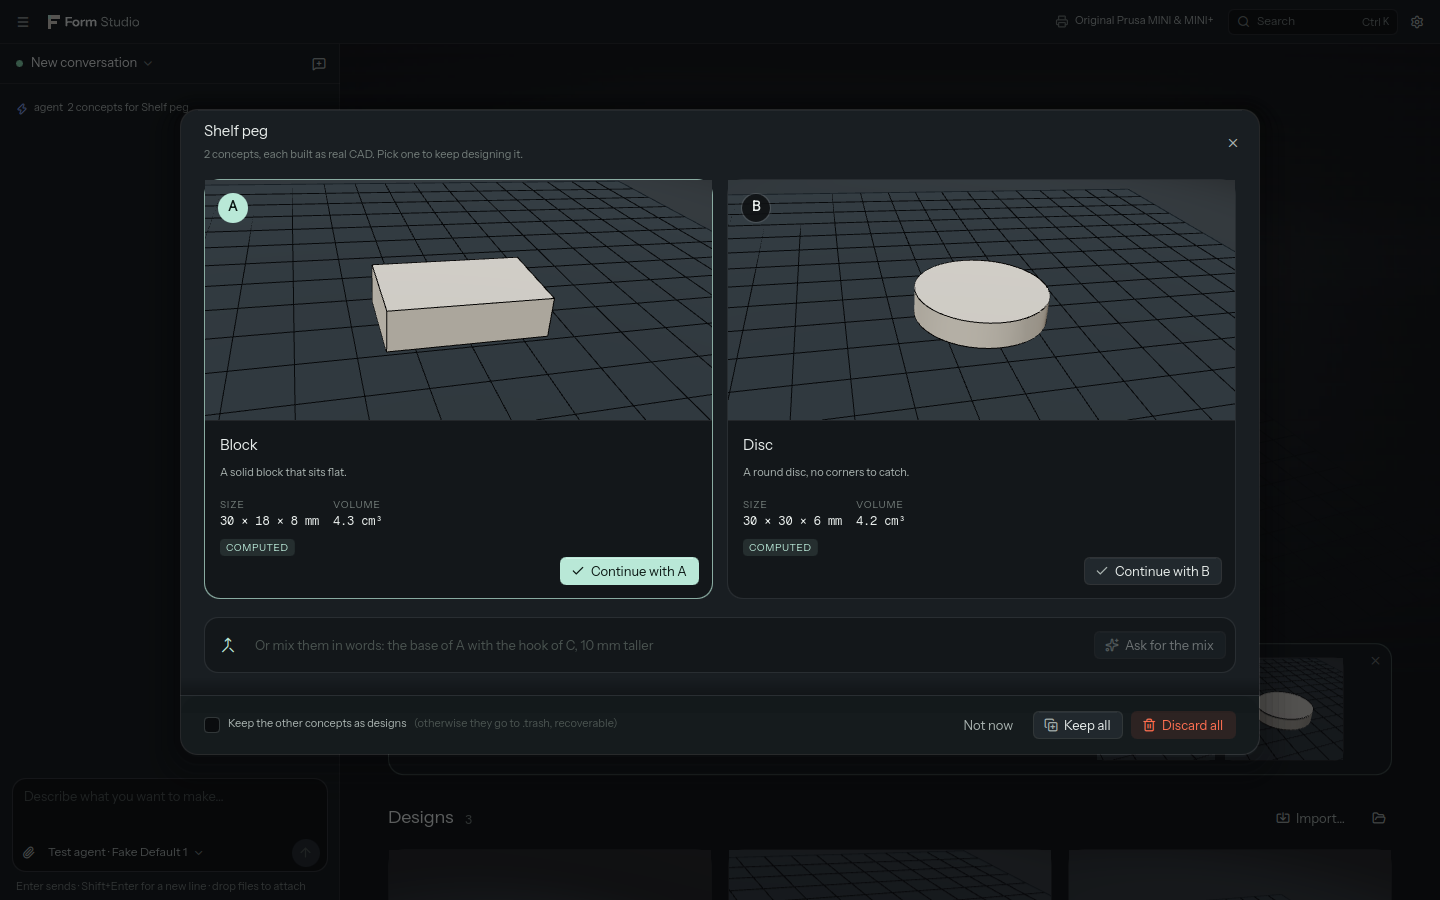 Form Studio
Original Prusa MINI & MINI+
Search
Ctrl K
New conversation
agent 2 concepts for Shelf peg
Shelf peg
2 concepts, each built as real CAD. Pick one to keep designing it.
A
B
Block
A solid block that sits flat.
SIZE VOLUME
30 × 18 × 8 mm 4.3 cm³
COMPUTED
Continue with A
Disc
A round disc, no corners to catch.
SIZE VOLUME
30 × 30 × 6 mm 4.2 cm³
COMPUTED
Continue with B
Or mix them in words: the base of A with the hook of C, 10 mm taller
Ask for the mix
Keep the other concepts as designs (otherwise they go to .trash, recoverable)
Not now
Keep all
Discard all
Describe what you want to make...
Test agent · Fake Default 1
Enter sends · Shift+Enter for a new line · drop files to attach
Designs 3
Import...